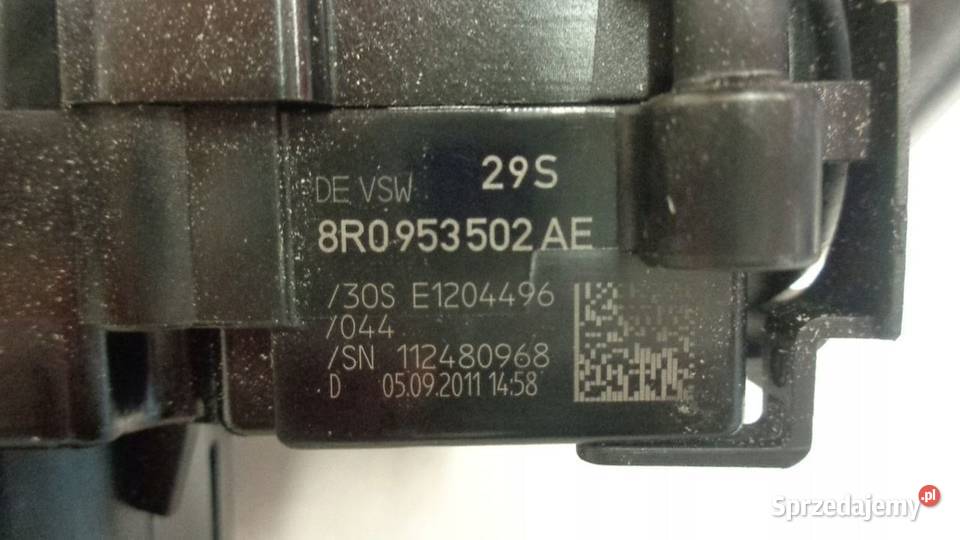 29S
DE VSW
8R0953502AE
/30S E1204496
/044
/SN 112480968
D 05.09.2011 14:58
Sprzedajemy.pl